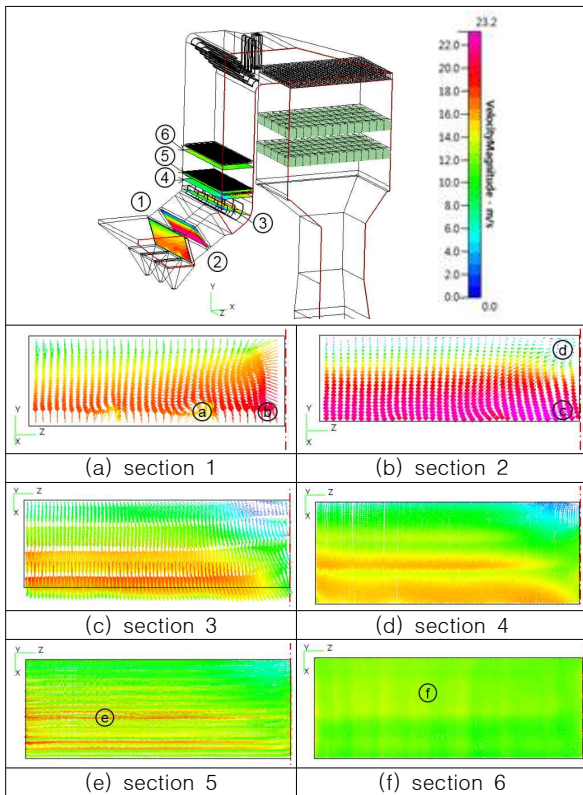 23.2
22.0
20.0
18.0
16.0
14.0
12.0
10.0
8.0
6.0
4.0
2.0
0.0
VelocityMagnitude - m/s
⑥
⑤
④
①
③
②
Y
X
Z
ⓐ
ⓑ
Y
Z
X
ⓓ
ⓒ
Y
Z
X
(a) section 1
(b) section 2
Y
Z
X
Y
Z
X
(c) section 3
(d) section 4
ⓔ
Y
Z
X
ⓕ
Y
Z
X
(e) section 5
(f) section 6